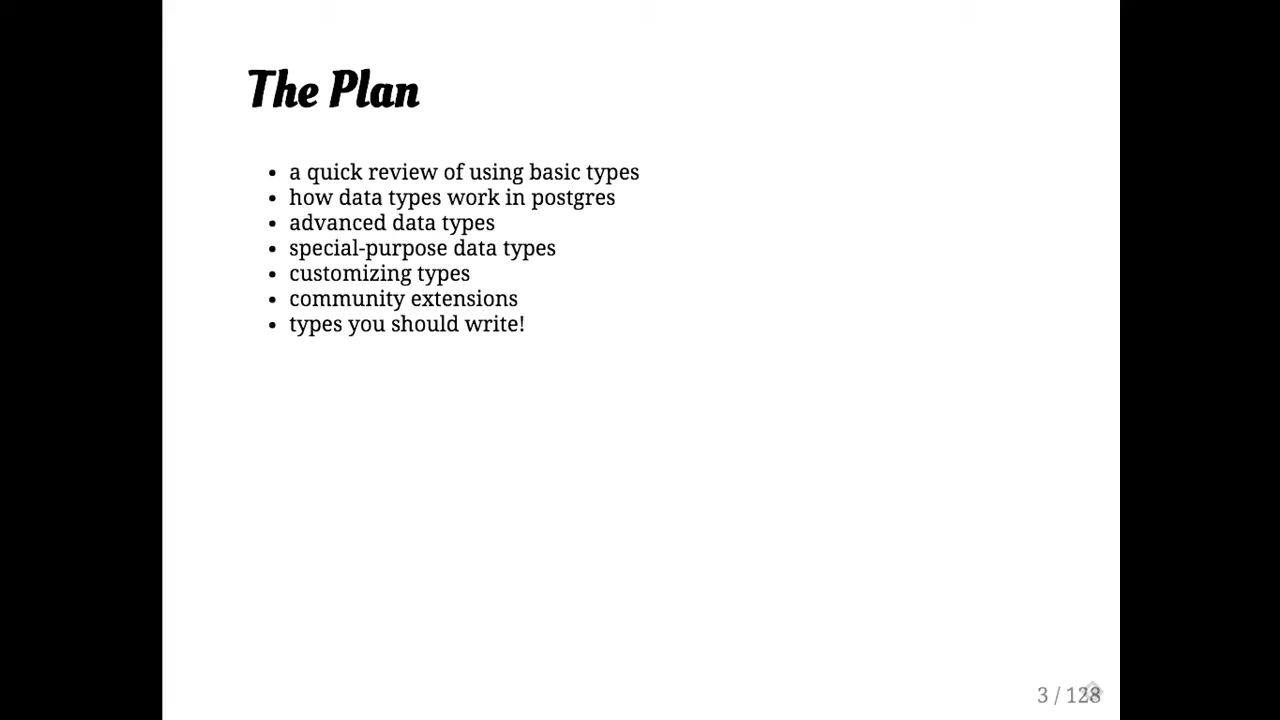 The Plan
• a quick review of using basic types
• how data types work in postgres
• advanced data types
• special-purpose data types
• customizing types
• community extensions
• types you should write!
3 / 128